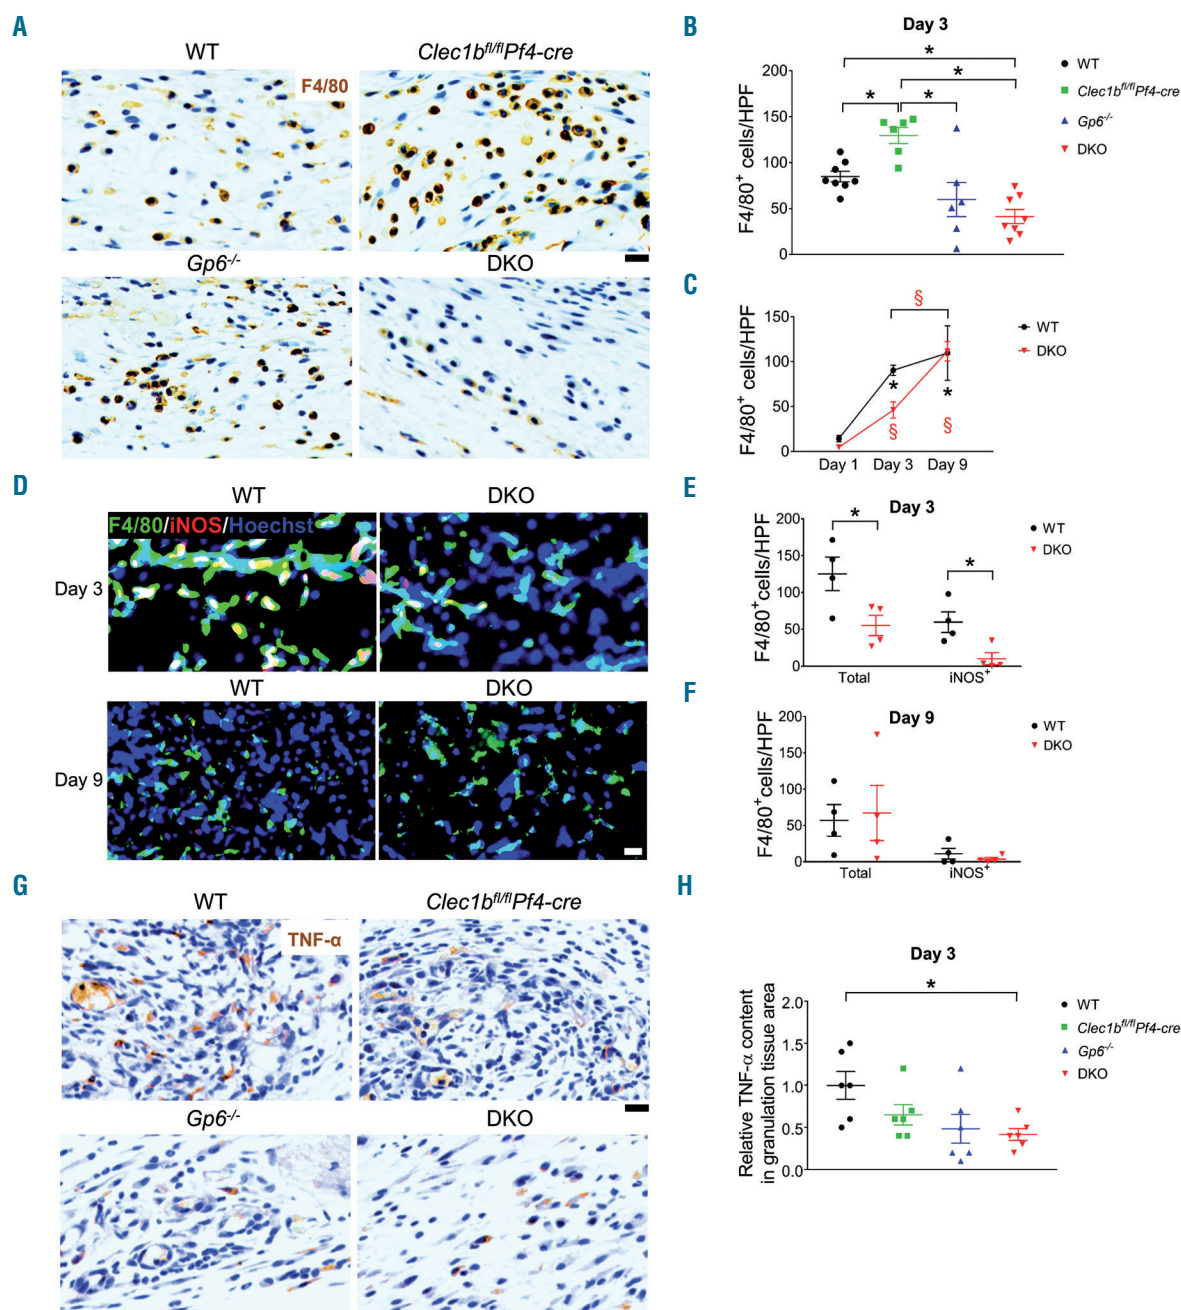 A
WT
Clec1bfl/flPf4-cre
F4/80
Gp6-/-
DKO
B
Day 3
*
*
* *
200
150
100
50
0
F4/80+ cells/HPF
WT
Clec1bfl/flPf4-cre
Gp6-/-
DKO
C
§
150
100
50
0
F4/80+ cells/HPF
* *
§ §
Day 1 Day 3 Day 9
WT
DKO
D
WT DKO
F4/80/iNOS/Hoechst
Day 3
WT DKO
Day 9
E
Day 3
* *
200
150
100
50
0
F4/80+cells/HPF
Total iNOS+
WT
DKO
F
Day 9
200
150
100
50
0
F4/80+cells/HPF
Total iNOS+
WT
DKO
G
WT
Clec1bfl/flPf4-cre
TNF-α
Gp6-/-
DKO
H
Day 3
*
2.0
1.5
1.0
0.5
0.0
Relative TNF-α content
in granulation tissue area
WT
Clec1bfl/flPf4-cre
Gp6-/-
DKO